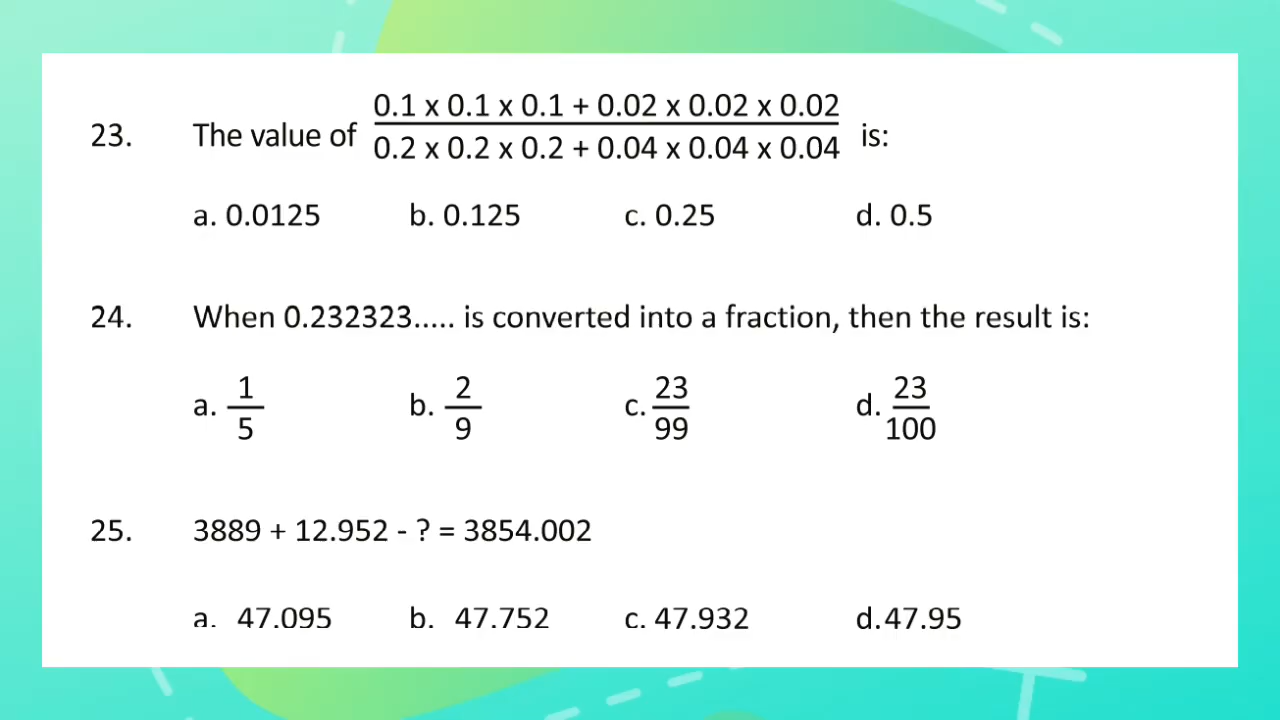 23. The value of 0.1 x 0.1 x 0.1 + 0.02 x 0.02 x 0.02 / 0.2 x 0.2 x 0.2 + 0.04 x 0.04 x 0.04 is:
a. 0.0125 b. 0.125 c. 0.25 d. 0.5
24. When 0.232323..... is converted into a fraction, then the result is:
a. 1/5 b. 2/9 c. 23/99 d. 23/100
25. 3889 + 12.952 - ? = 3854.002
a. 47.095 b. 47.752 c. 47.932 d.47.95